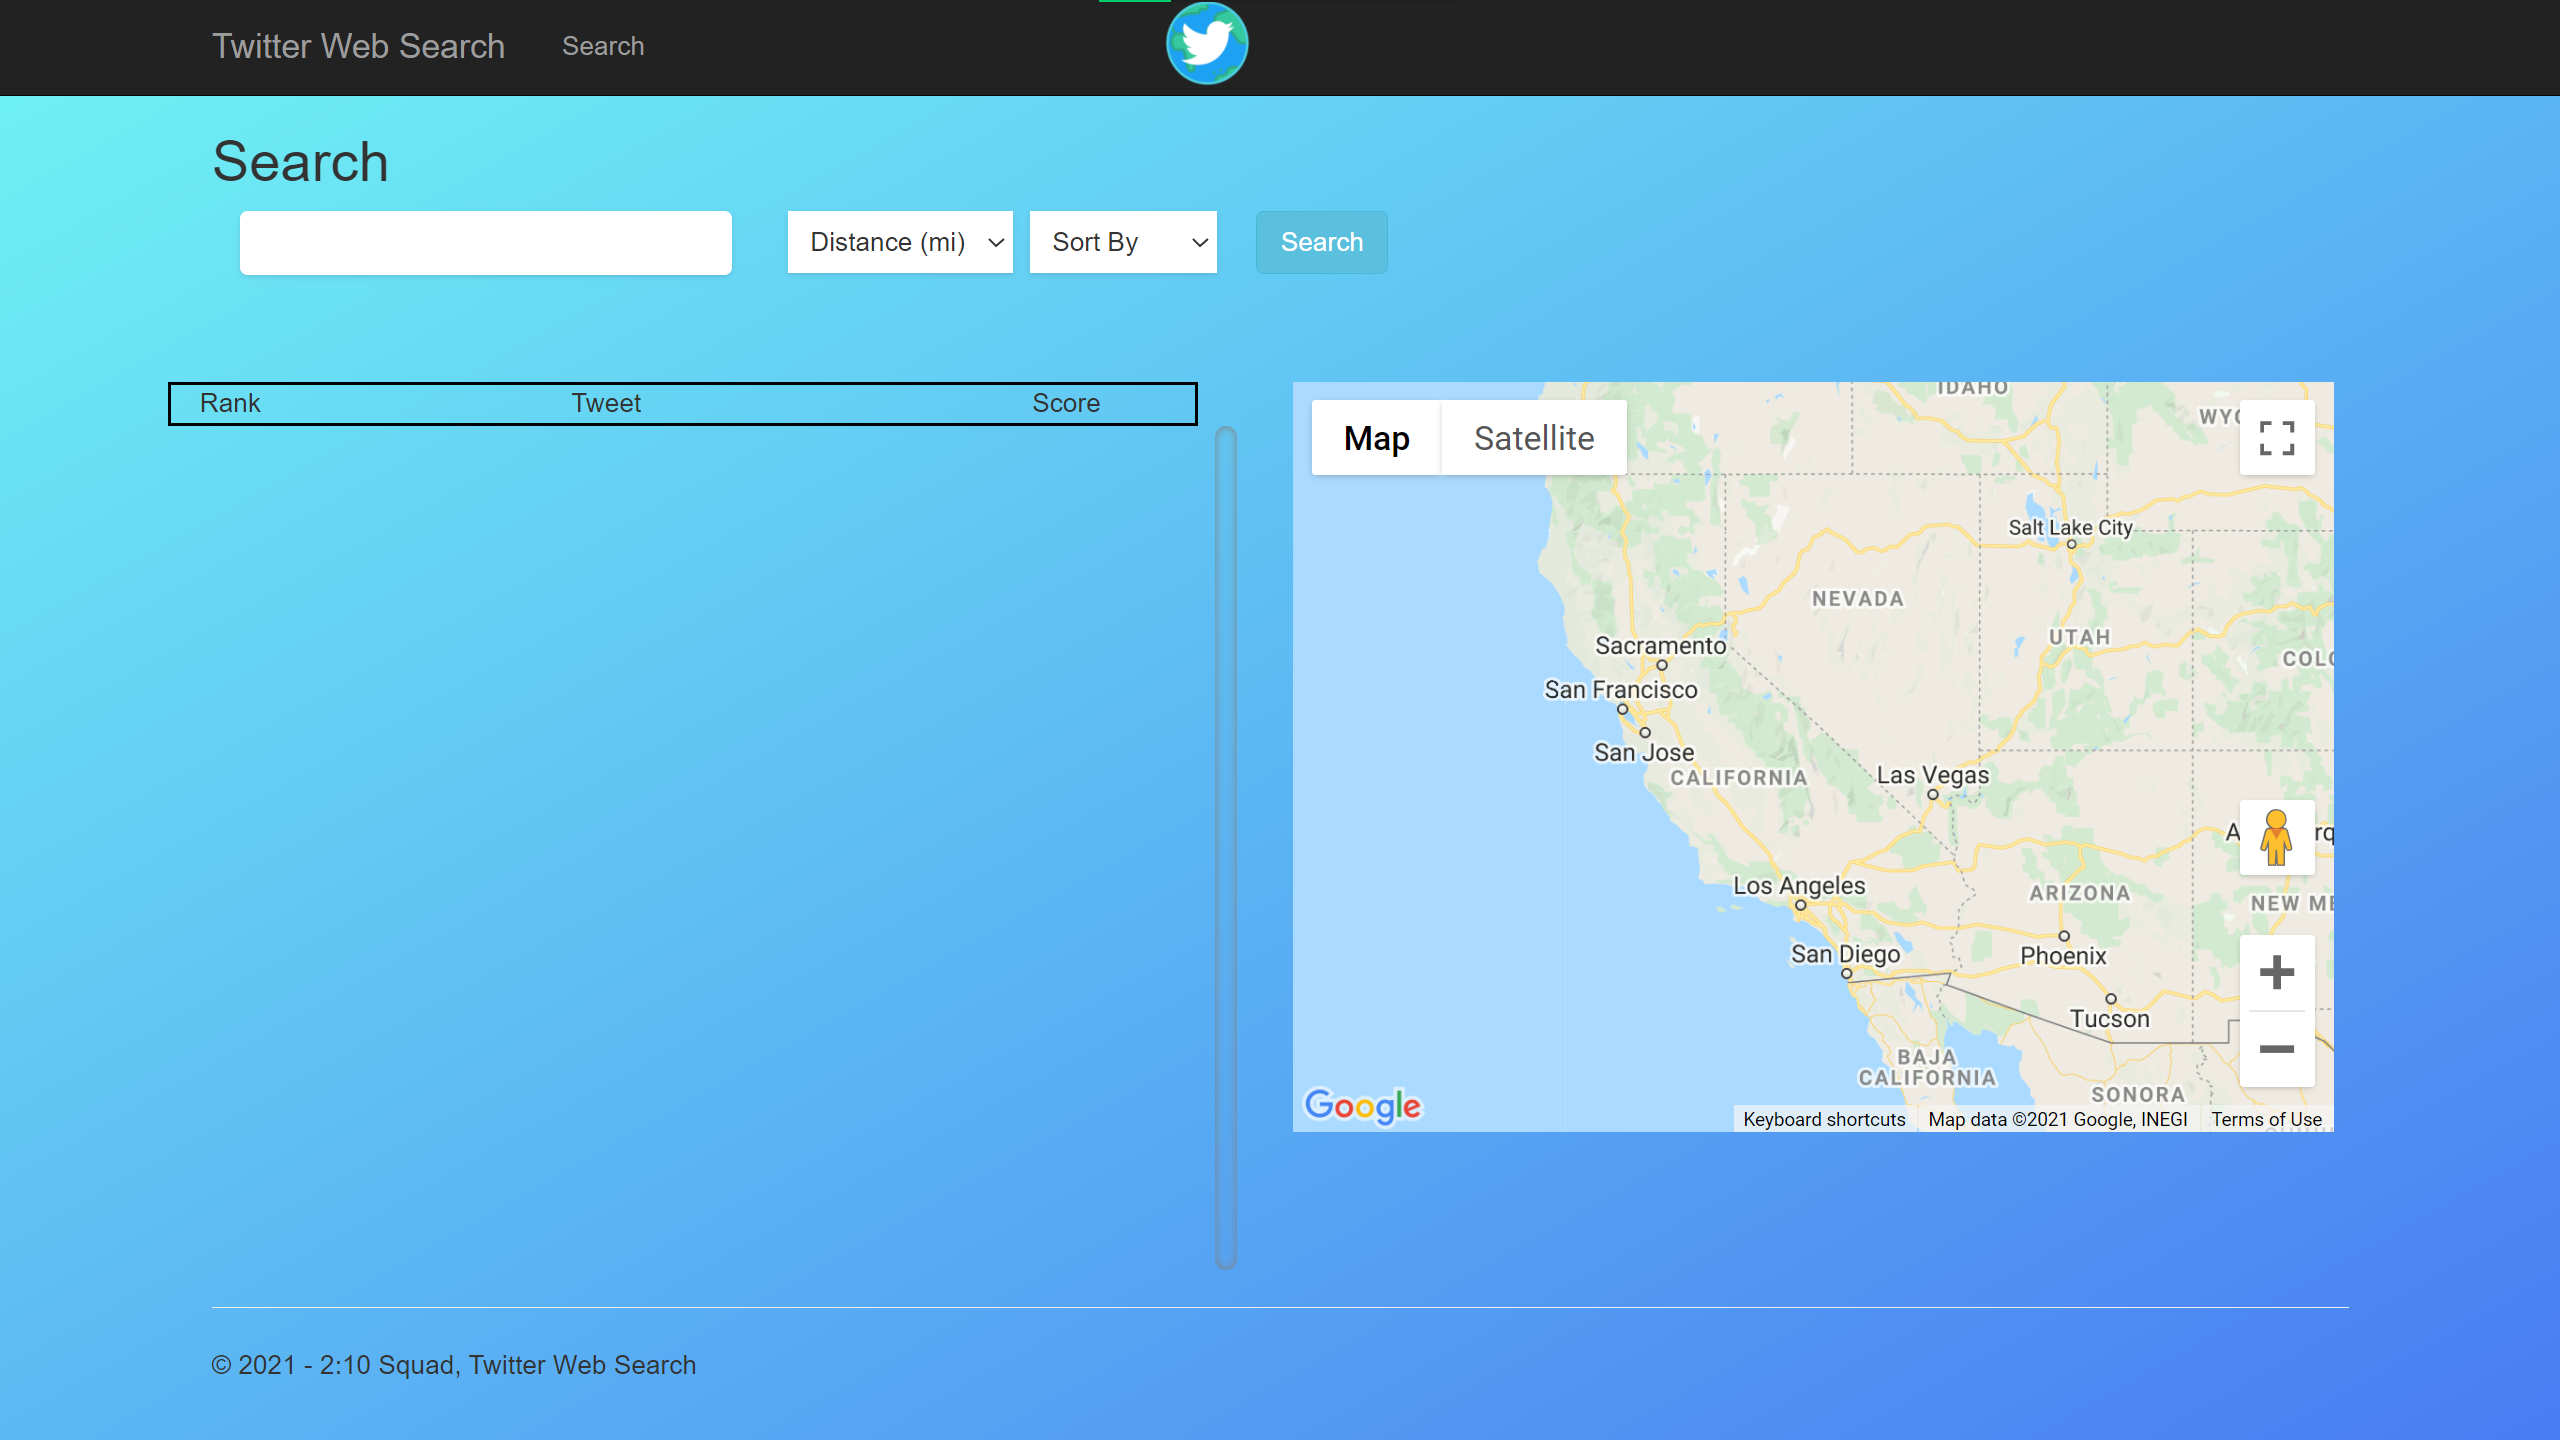 Twitter Web Search
Search
Search
Distance (mi)
Sort By
Search
Rank
Tweet
Score
Map
Satellite
IDAHO
WYO
Salt Lake City
NEVADA
UTAH
Sacramento
COLO
San Francisco
San Jose
CALIFORNIA
Las Vegas
Los Angeles
ARIZONA
NEW ME
San Diego
Phoenix
Tucson
BAJA
CALIFORNIA
SONORA
Google
Keyboard shortcuts
Map data ©2021 Google, INEGI
Terms of Use
© 2021 - 2:10 Squad, Twitter Web Search